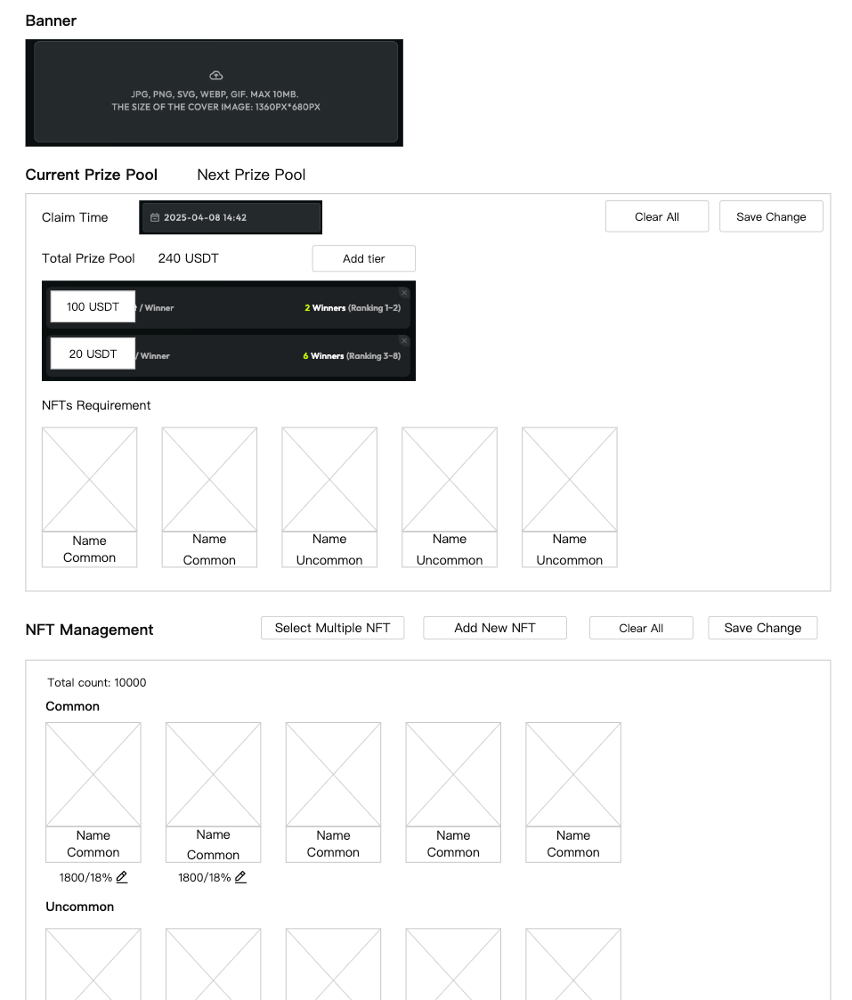 Banner
JPG, PNG, SVG, WEBP, GIF. MAX 10MB.
THE SIZE OF THE COVER IMAGE: 1360PX*680PX
Current Prize Pool Next Prize Pool
Claim Time 2025-04-08 14:42 Clear All Save Change
Total Prize Pool 240 USDT Add tier
100 USDT / Winner 2 Winners (Ranking 1~2)
20 USDT / Winner 6 Winners (Ranking 3~8)
NFTs Requirement
Name Name Name Name Name
Common Common Uncommon Uncommon Uncommon
NFT Management Select Multiple NFT Add New NFT Clear All Save Change
Total count: 10000
Common
Name Name Name Name Name
Common Common Common Common Common
1800/18% 1800/18%
Uncommon